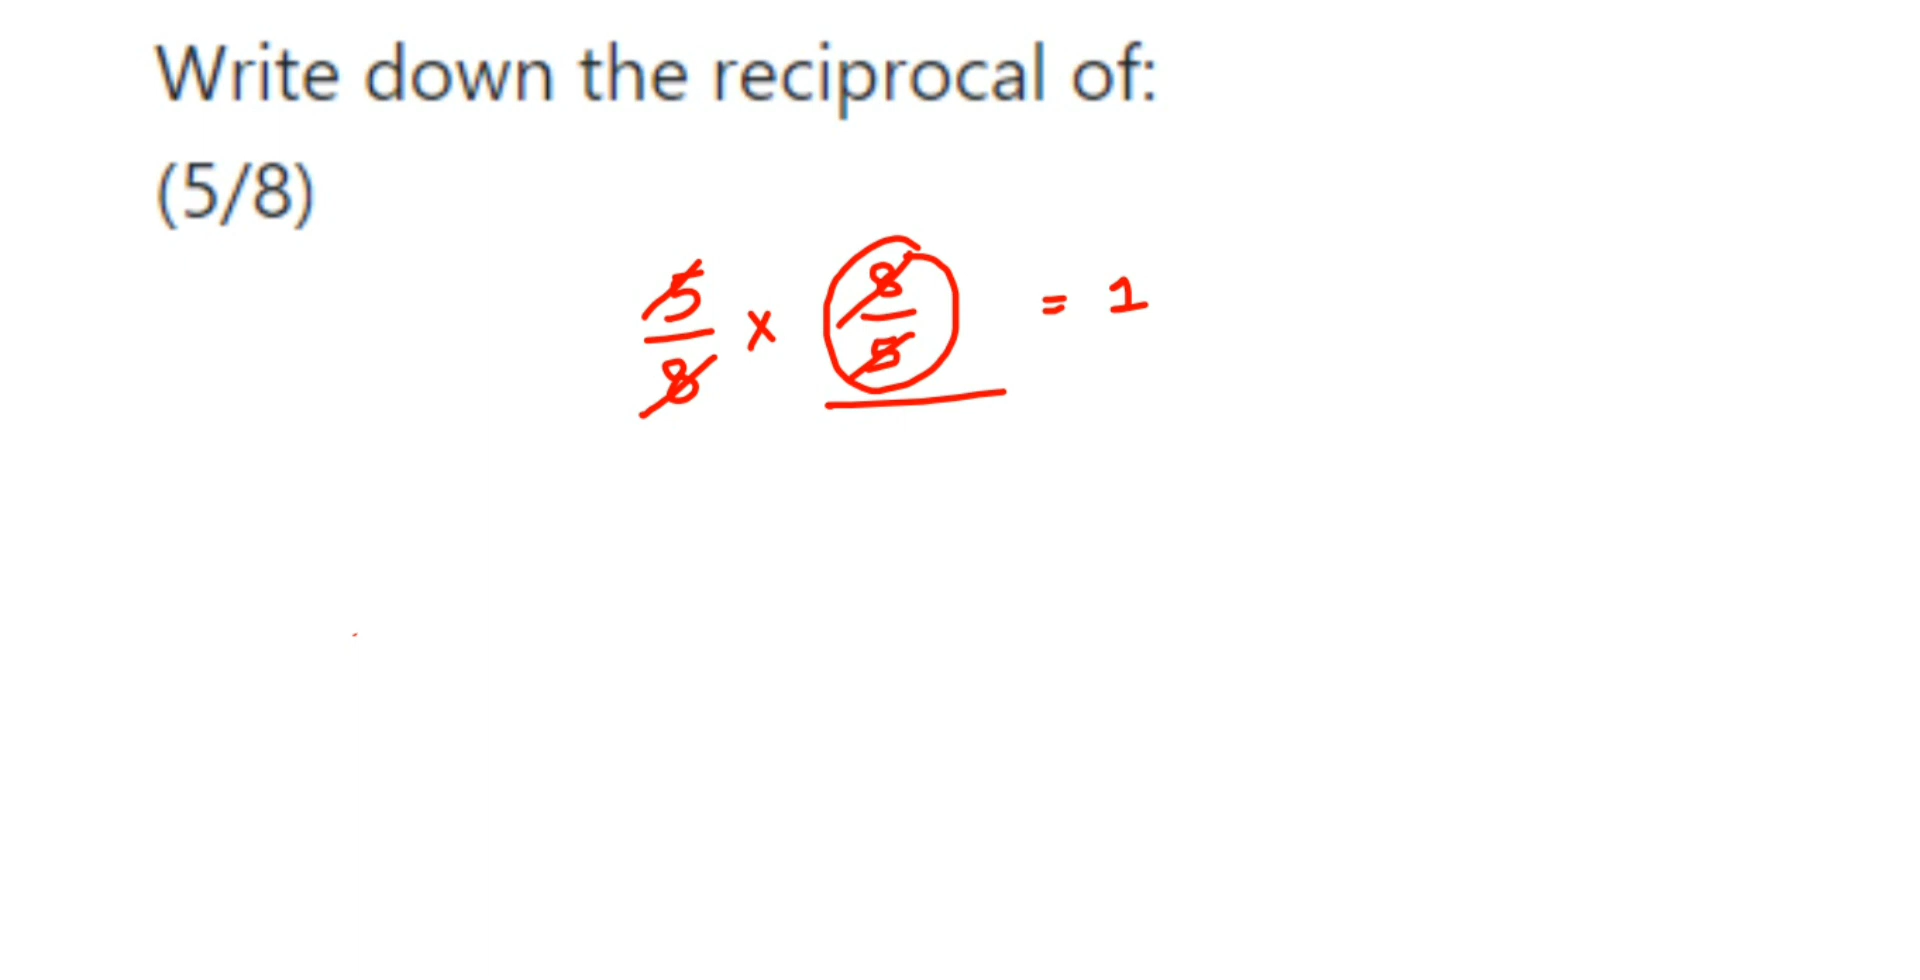 Write down the reciprocal of:
(5/8)
5/8 x 8/5 = 1